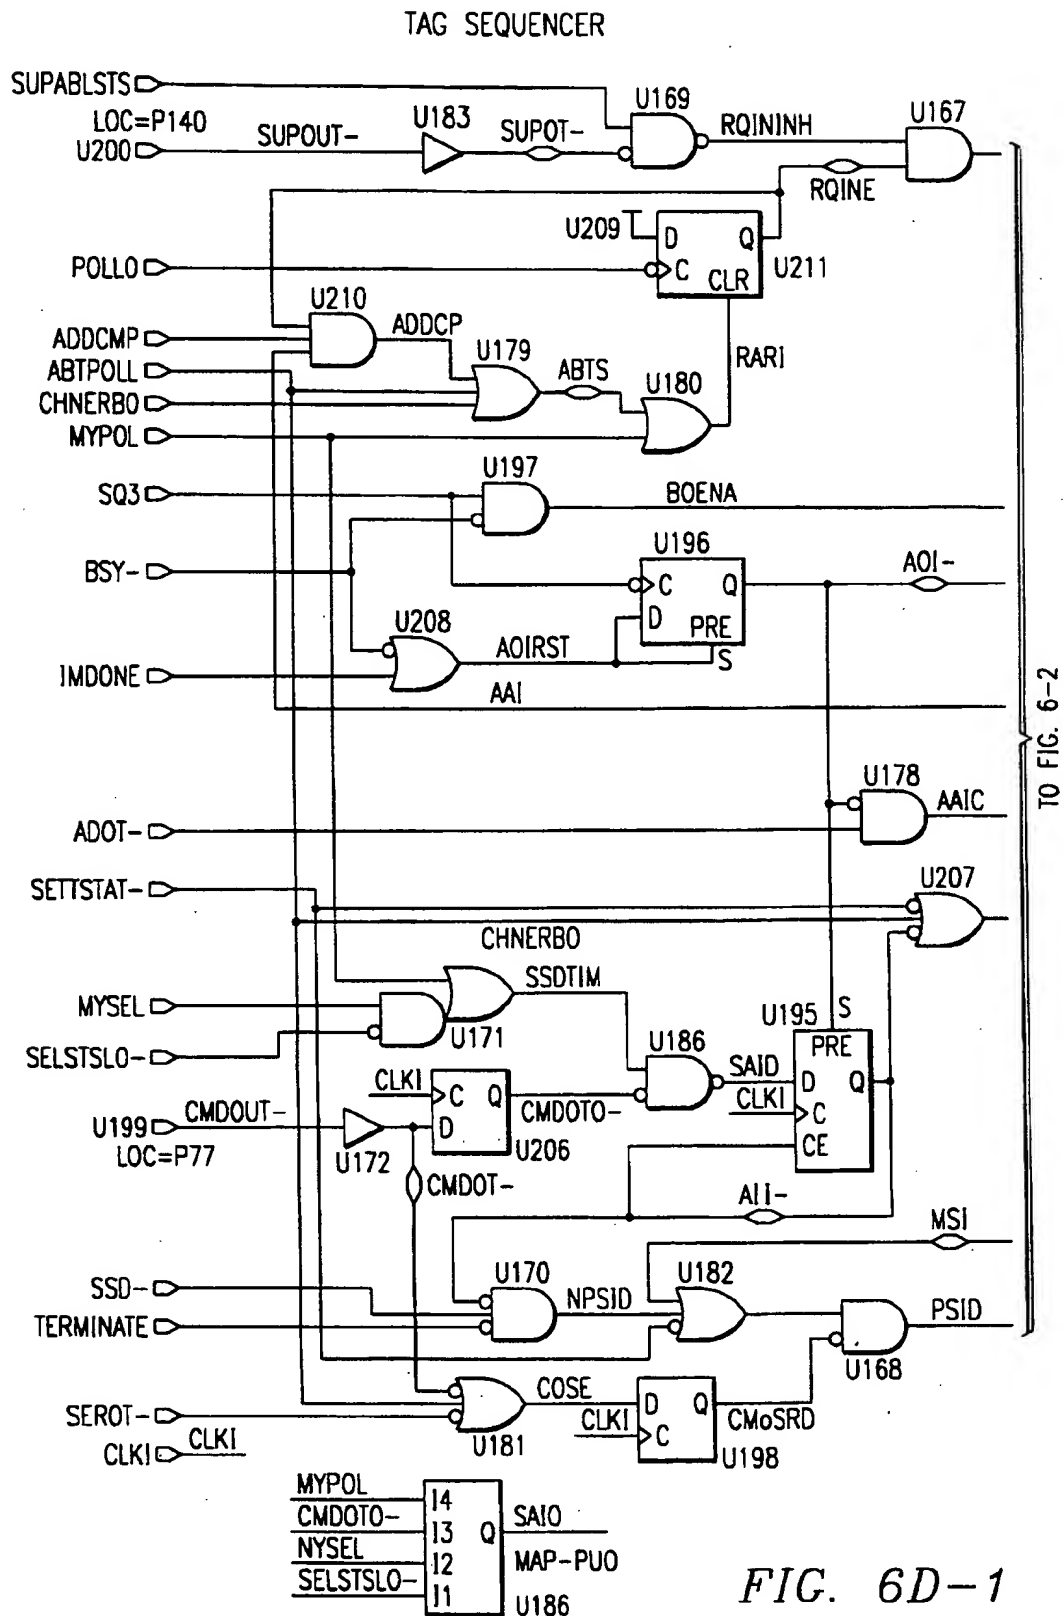 TAG SEQUENCER
SUPABLSTS
U169
U167
LOC=P140
U183
SUPOT-
RQININH
U200
SUPOUT-
RQINE
U209
D Q
POLLO
C
CLR
U211
U210
ADDCMP
ADDCP
U179
RARI
ABTPOLL
ABTS
U180
CHNERBO
MYPOL
U197
SQ3
BOENA
U196
BSY-
C Q
AOI-
U208
D
PRE
AOIRST
S
IMDONE
AAI
TO FIG. 6-2
U178
AAIC
ADOT-
SETTSTAT-
U207
CHNERBO
SSDTIM
MYSEL
U195
S
U171
U186
PRE
SELSTSLO-
SAID
D Q
CLKI
C Q
CLKI
C
CMDOUT-
CMDOTO-
U199
D
CE
LOC=P77
U172
U206
CMDOT-
AII-
MSI
U170
U182
SSD-
NPSID
PSID
TERMINATE
U168
COSE
D Q
SEROT-
CLKI
C
CMoSRD
CLKI
CLKI
U181
U198
MYPOL
I4
CMDOTO-
I3 Q
SAIO
NYSEL
I2
MAP-PUO
SELSTSLO-
I1
U186
FIG. 6D-1